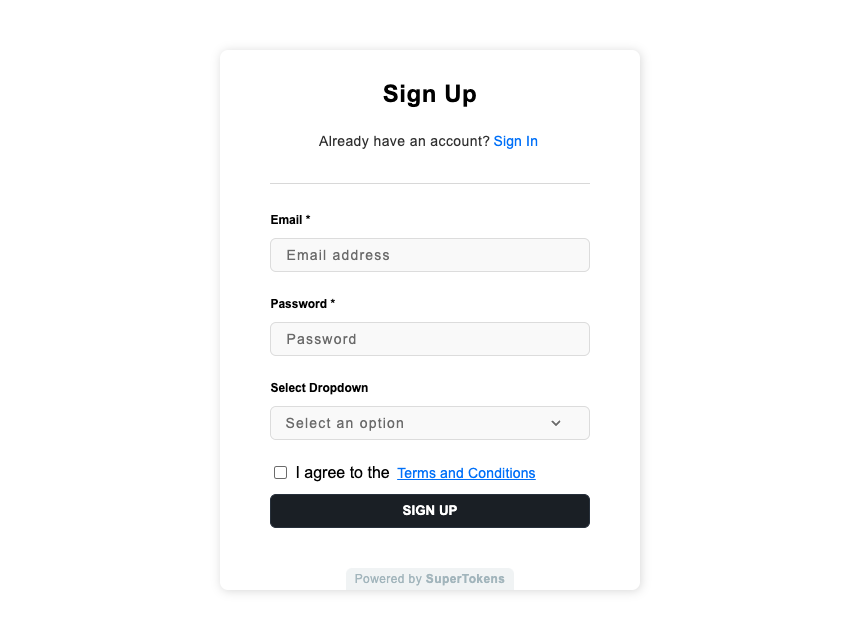 Sign Up
Already have an account? Sign In
Email *
Email address
Password *
Password
Select Dropdown
Select an option
I agree to the Terms and Conditions
SIGN UP
Powered by SuperTokens